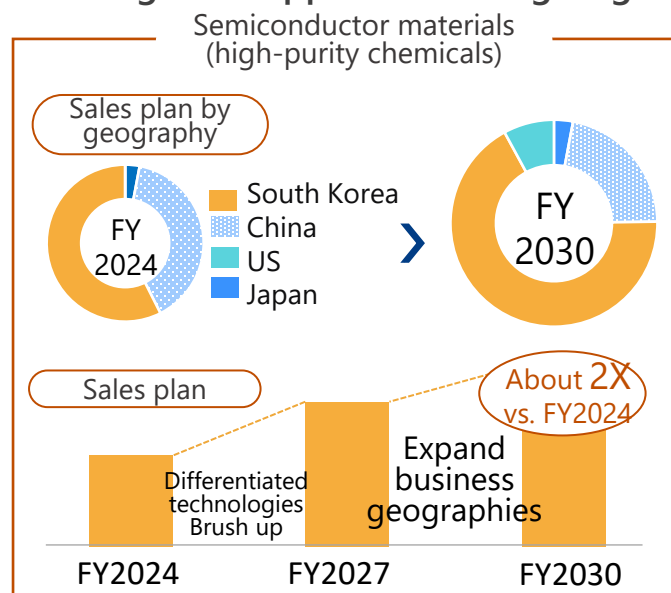 Semiconductor materials
(high-purity chemicals)
Sales plan by
geography
FY
2024
South Korea
China
US
Japan
FY
2030
Sales plan
About 2X
vs. FY2024
Differentiated
technologies
Brush up
Expand
business
geographies
FY2024
FY2027
FY2030